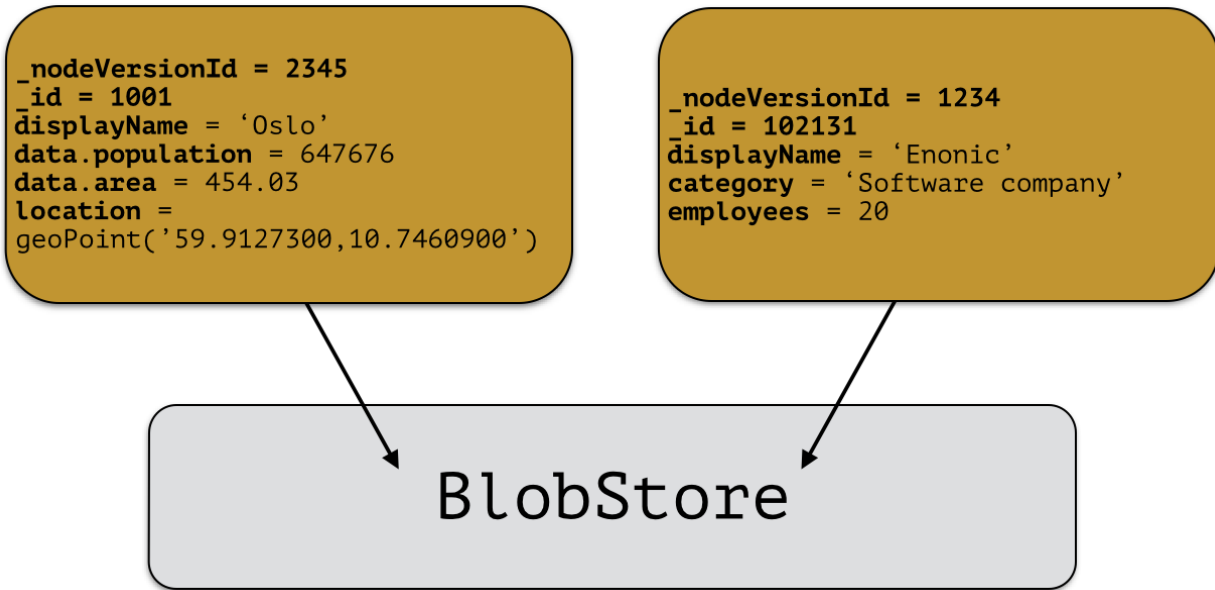 _nodeVersionId = 2345
_id = 1001
displayName = ‘Oslo’
data.population = 647676
data.area = 454.03
location =
geoPoint(’59.9127300,10.7460900’)
_nodeVersionId = 1234
_id = 102131
displayName = ‘Enonic’
category = ‘Software company’
employees = 20
BlobStore